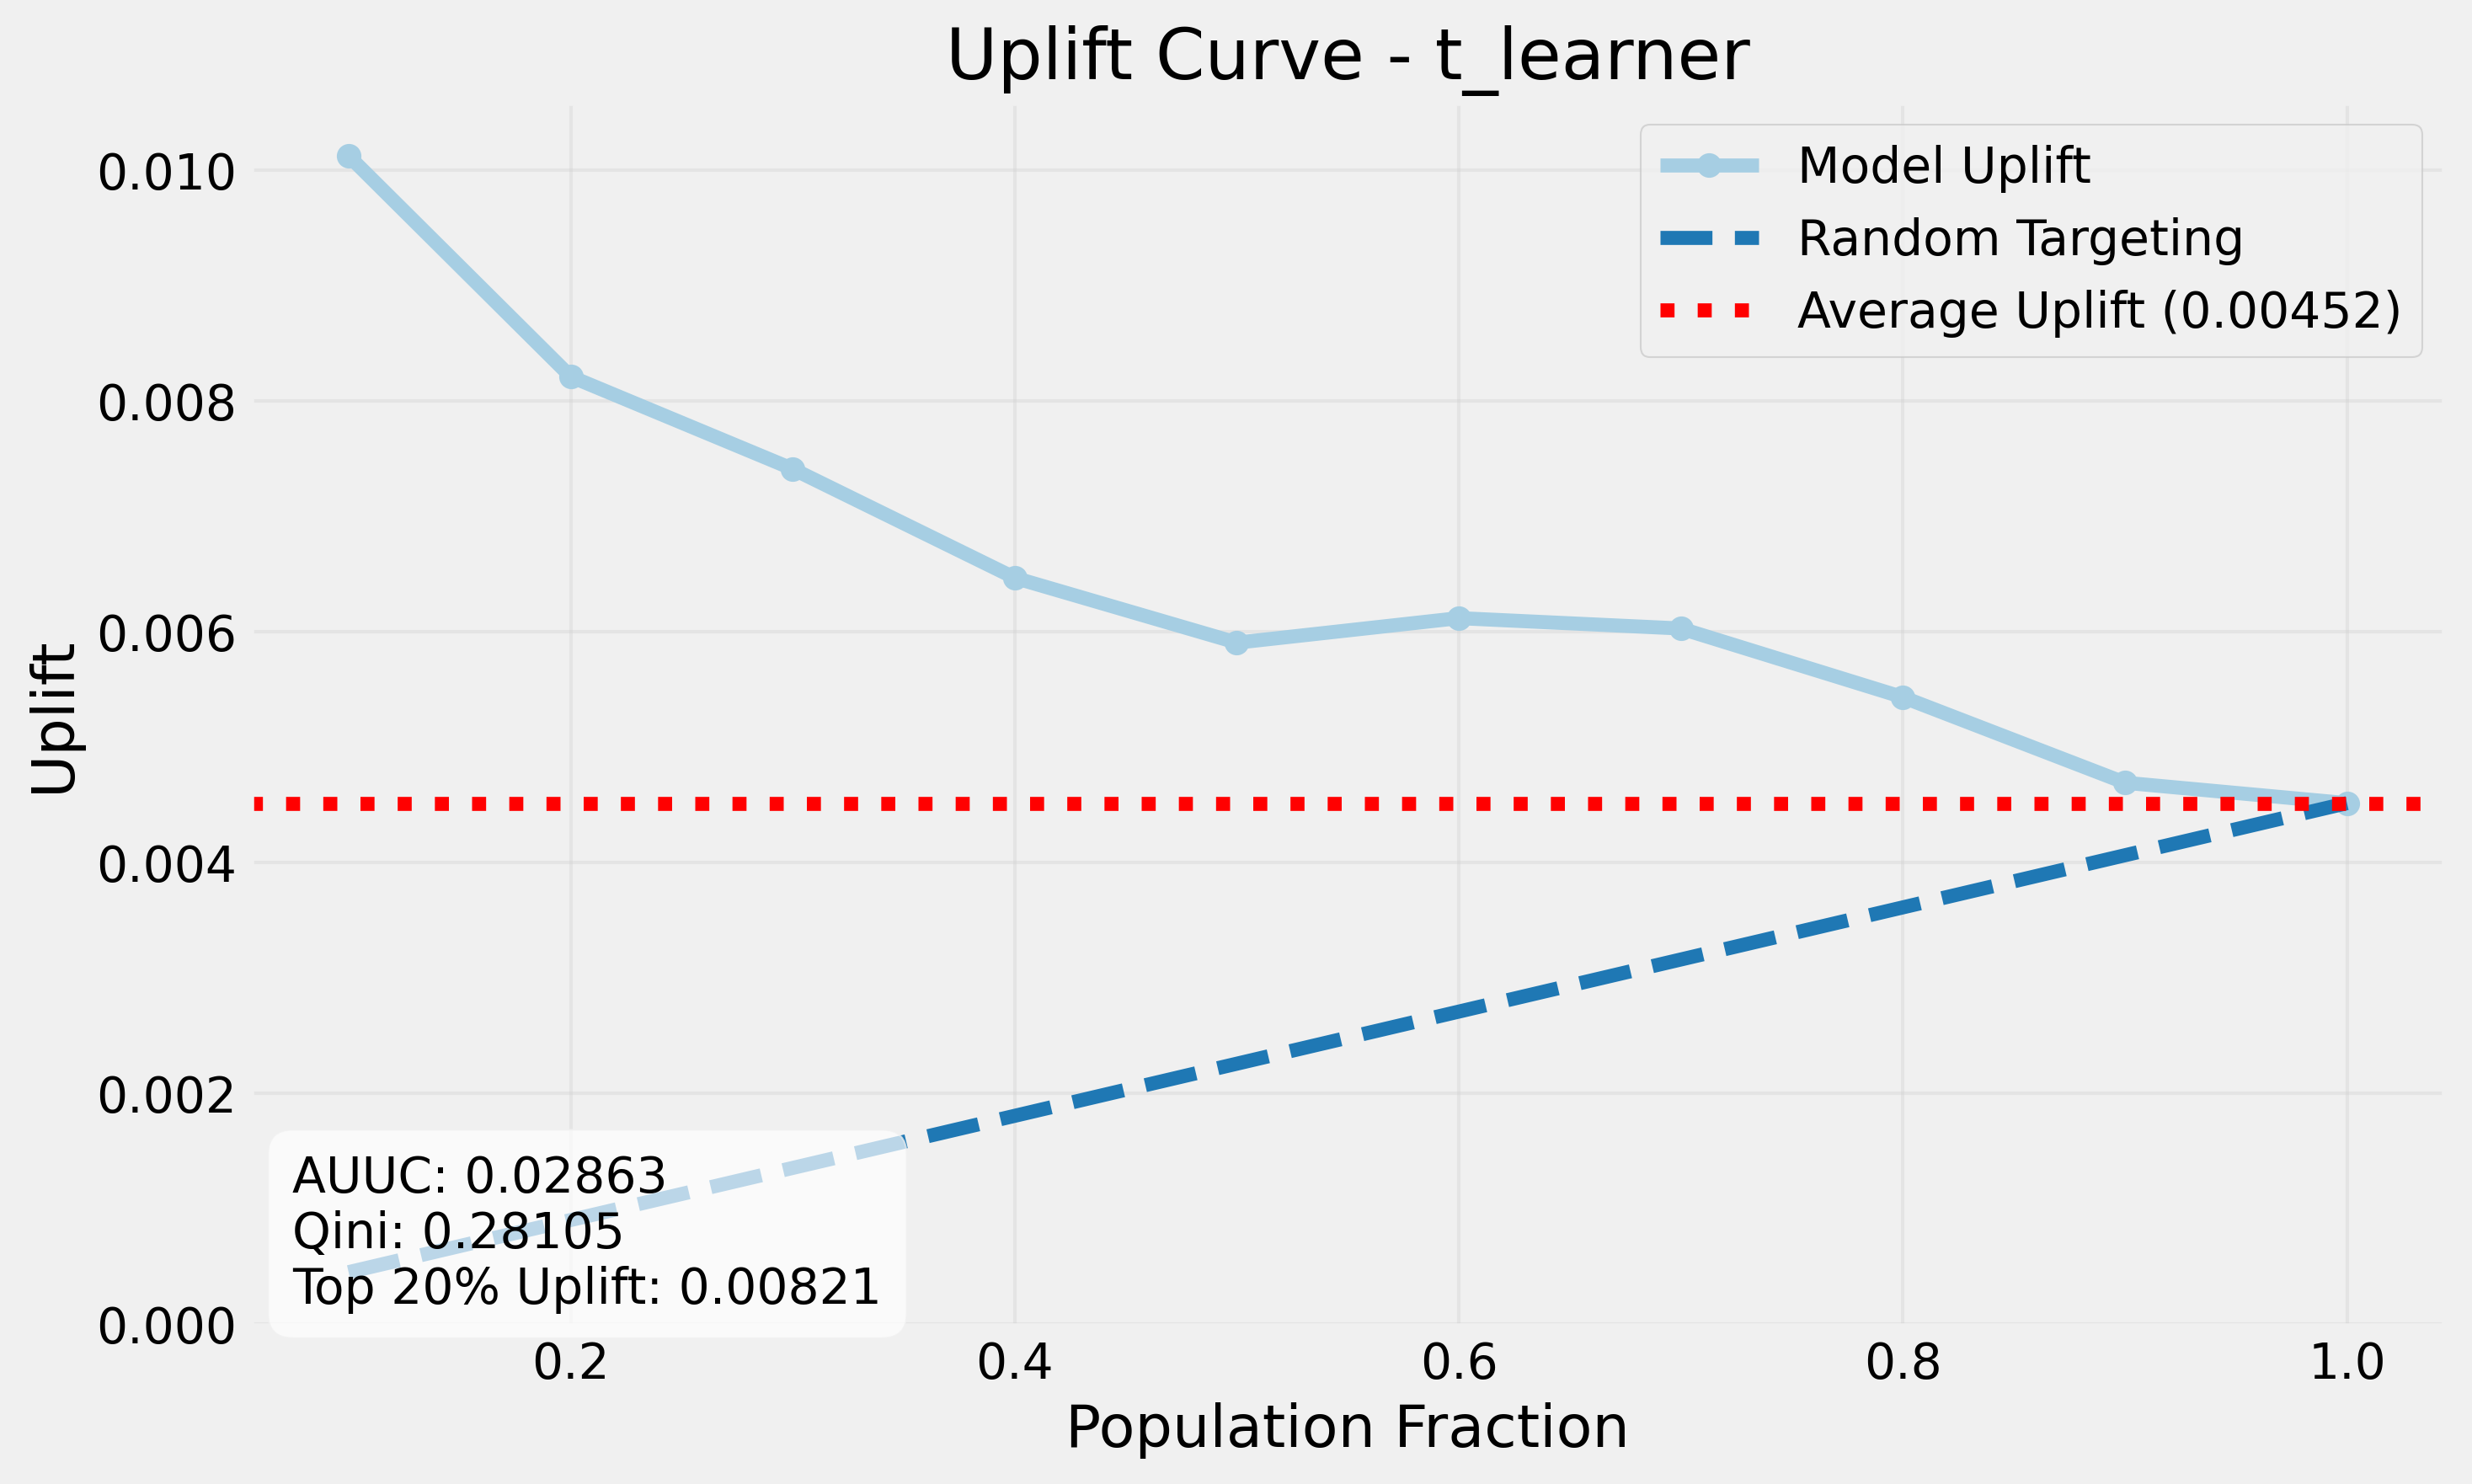 Uplift Curve - t_learner
Model Uplift
Random Targeting
Average Uplift (0.00452)
0.010
0.008
0.006
0.004
0.002
0.000
Uplift
AUUC: 0.02863
Qini: 0.28105
Top 20% Uplift: 0.00821
0.2 0.4 0.6 0.8 1.0
Population Fraction